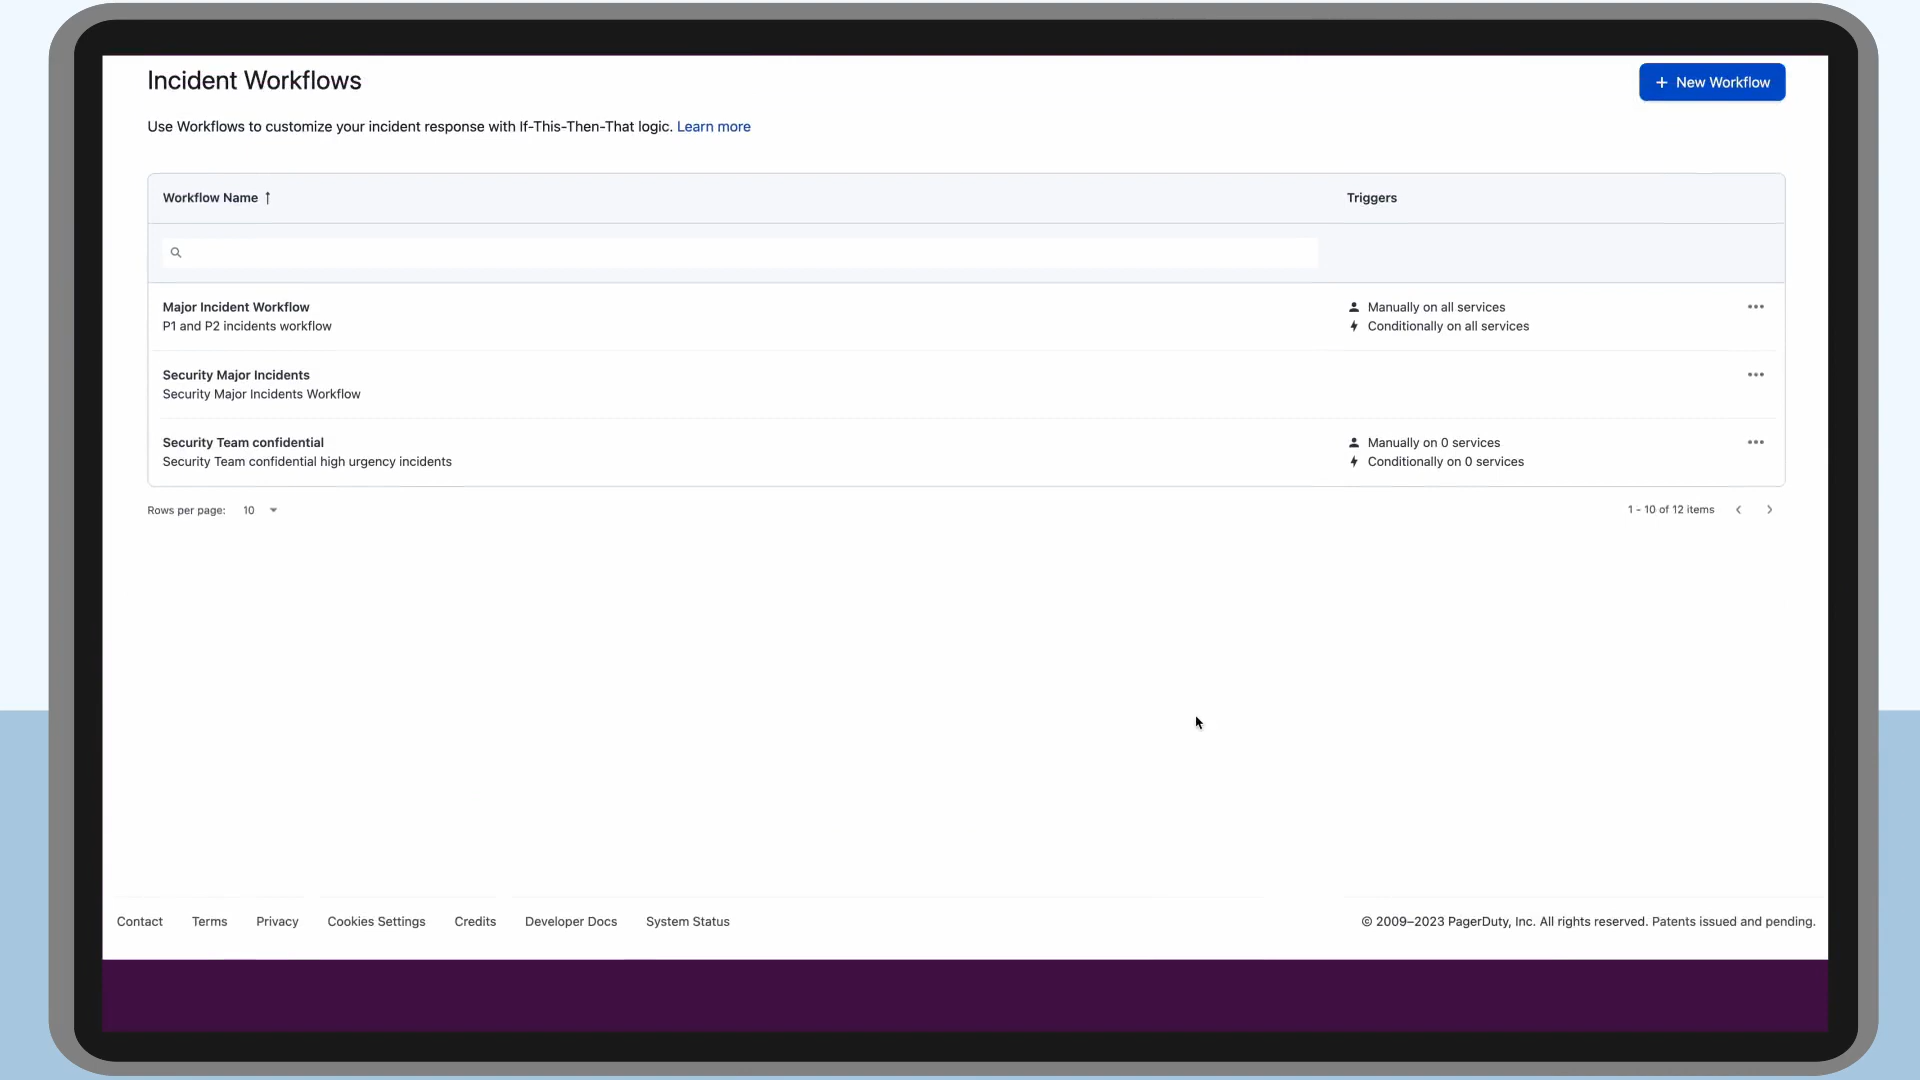 Incident Workflows
+ New Workflow
Use Workflows to customize your incident response with If-This-Then-That logic. Learn more
Workflow Name ↑
Triggers
Major Incident Workflow
P1 and P2 incidents workflow
Manually on all services
Conditionally on all services
Security Major Incidents
Security Major Incidents Workflow
Security Team confidential
Security Team confidential high urgency incidents
Manually on 0 services
Conditionally on 0 services
Rows per page: 10
1 - 10 of 12 items
Contact Terms Privacy Cookies Settings Credits Developer Docs System Status
© 2009–2023 PagerDuty, Inc. All rights reserved. Patents issued and pending.